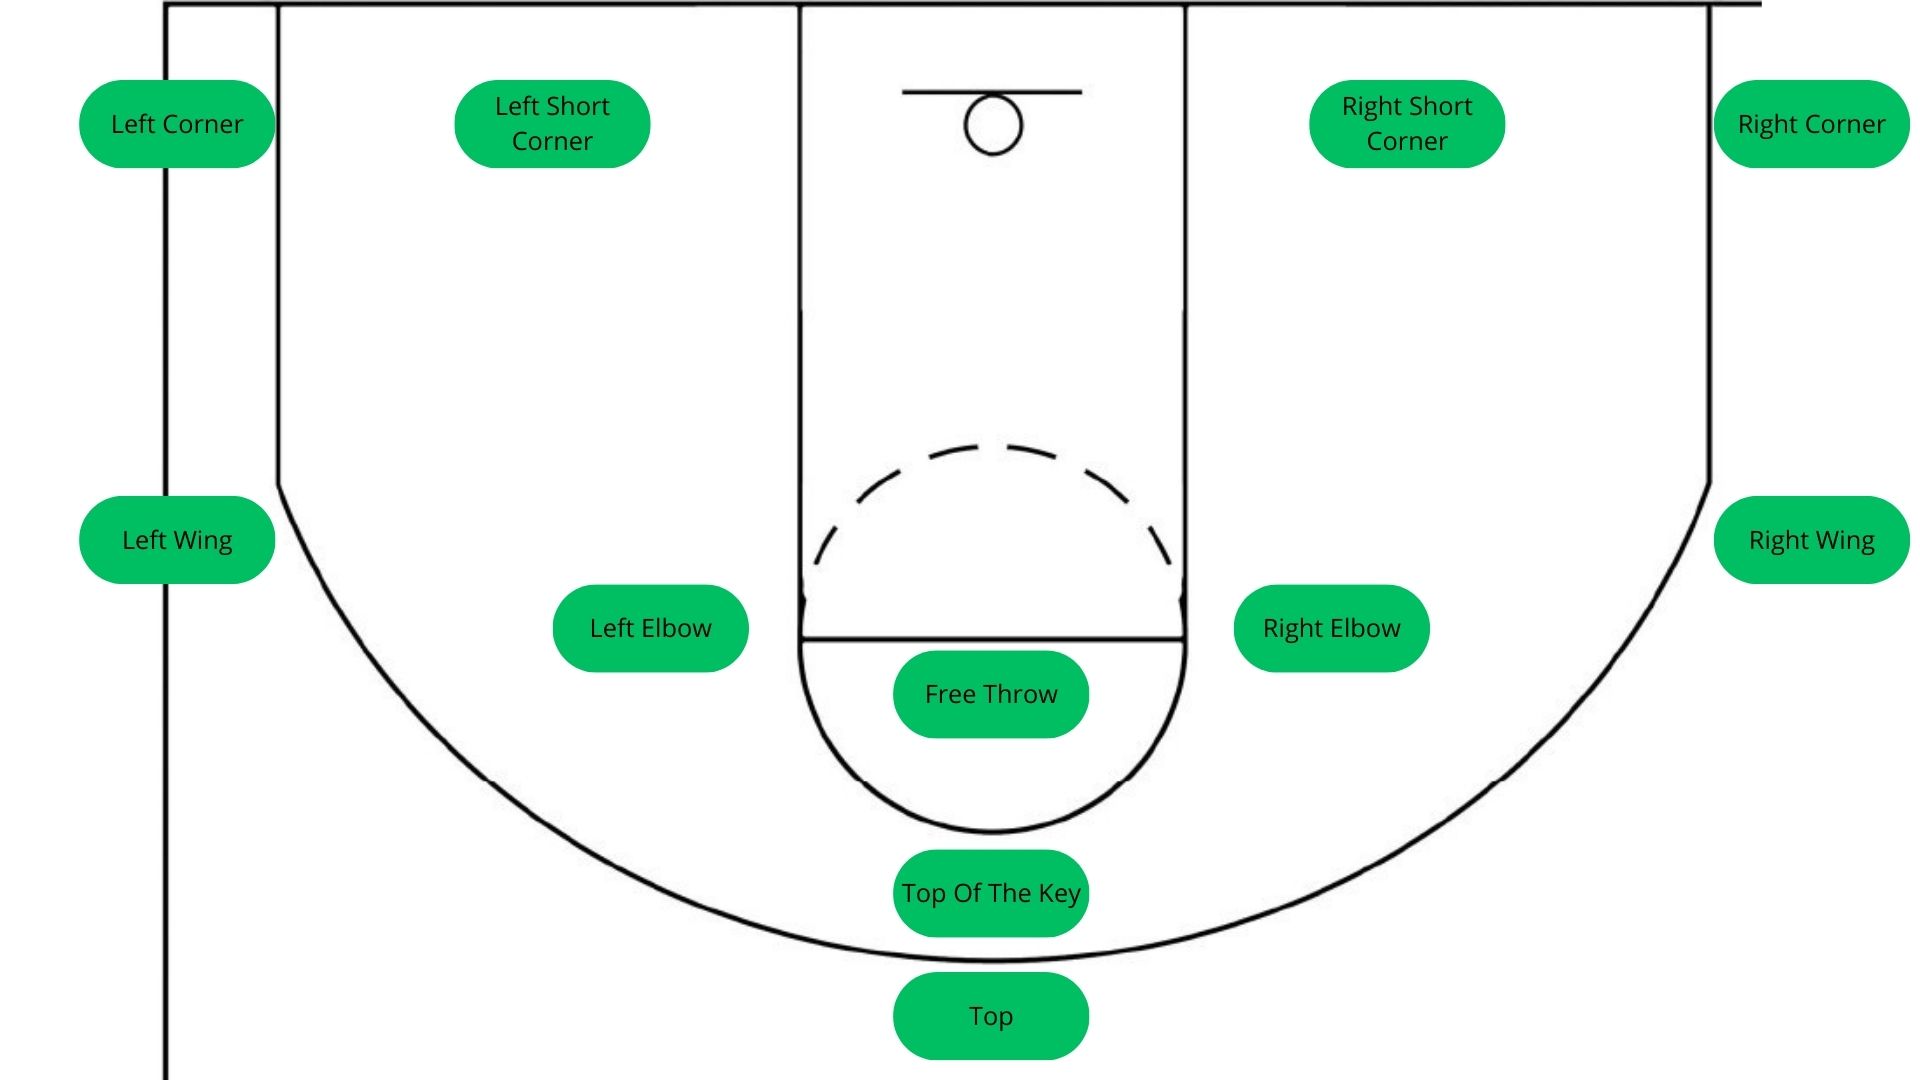 Left Corner
Left Short
Corner
Right Short
Corner
Right Corner
Left Wing
Right Wing
Left Elbow
Right Elbow
Free Throw
Top Of The Key
Top